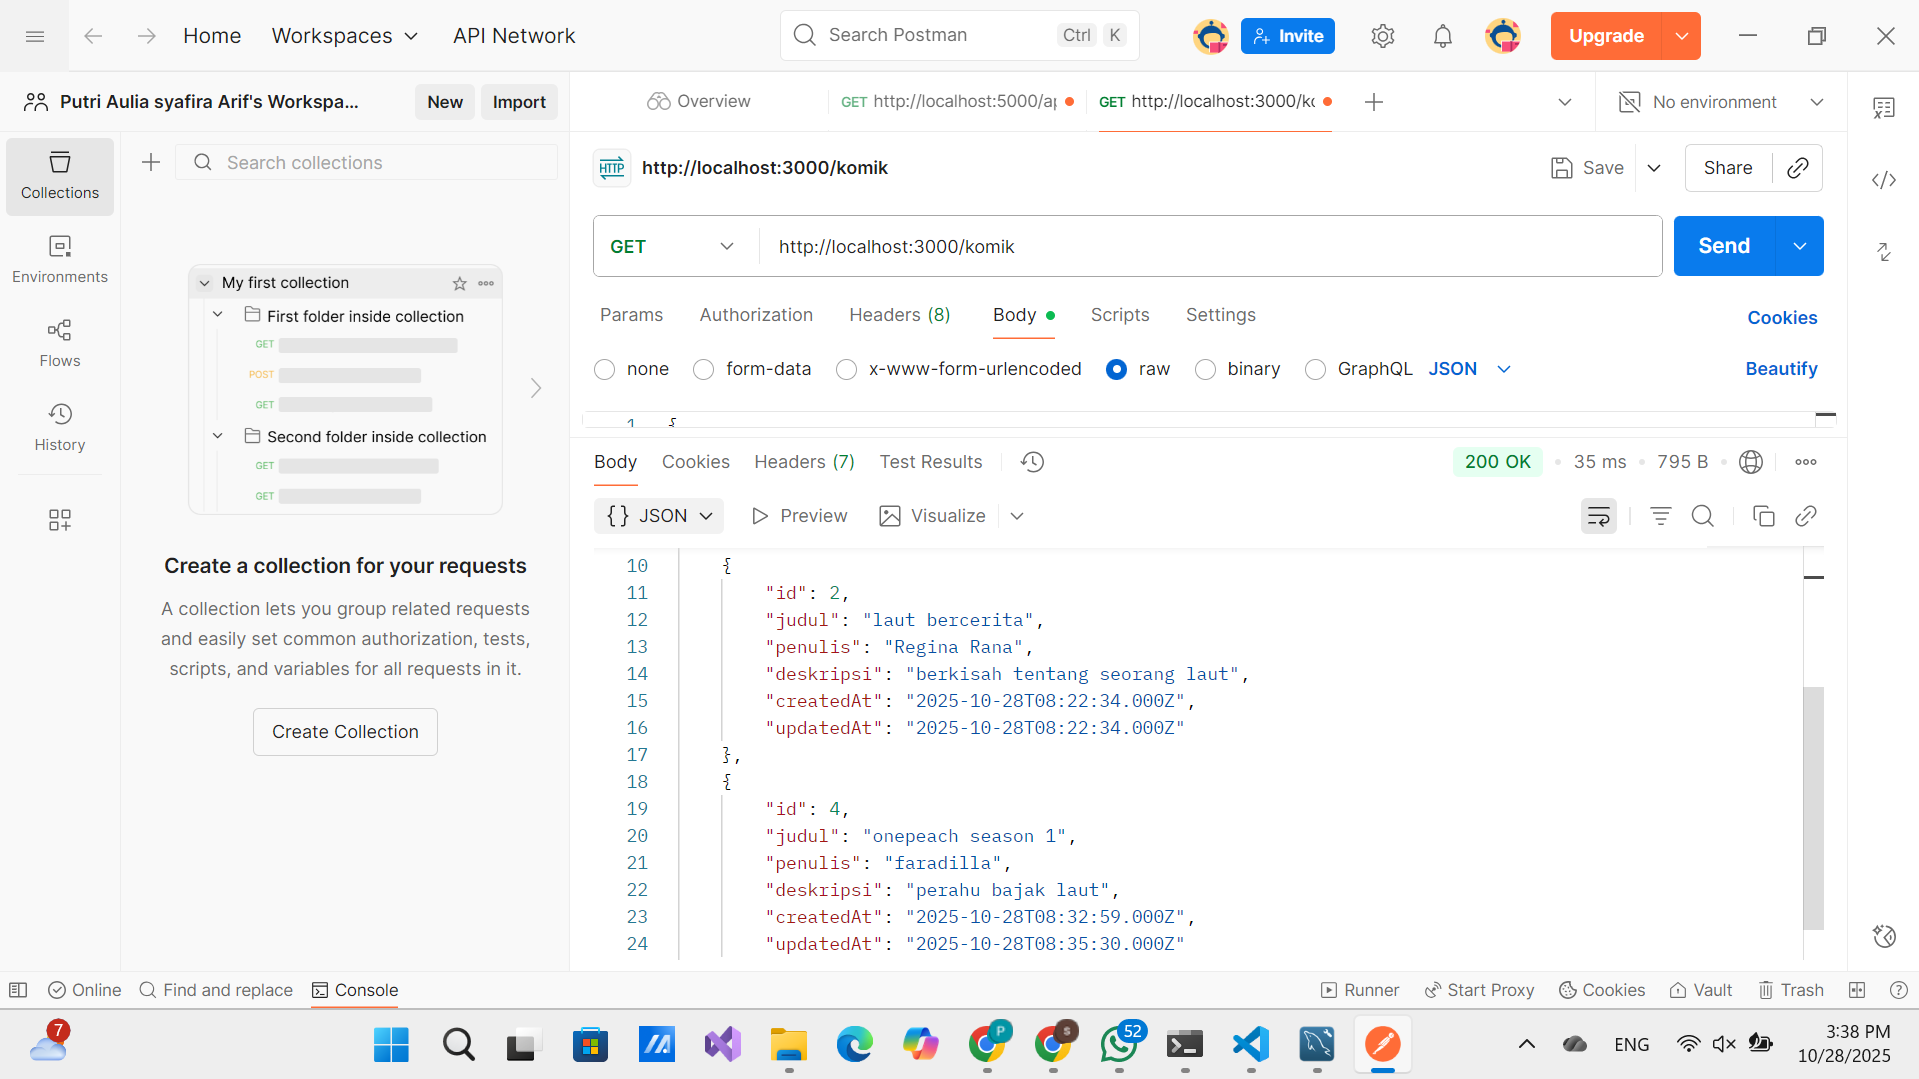 Home
Workspaces
API Network
Search Postman
Ctrl
K
Invite
Upgrade
Putri Aulia syafira Arif's Workspa...
New
Import
Overview
GET http://localhost:5000/ap
GET http://localhost:3000/ko
No environment
Collections
Environments
Flows
History
Search collections
My first collection
First folder inside collection
GET
POST
GET
Second folder inside collection
GET
GET
Create a collection for your requests
A collection lets you group related requests
and easily set common authorization, tests,
scripts, and variables for all requests in it.
Create Collection
HTTP http://localhost:3000/komik
Save
Share
GET
http://localhost:3000/komik
Send
Params
Authorization
Headers (8)
Body
Scripts
Settings
Cookies
none
form-data
x-www-form-urlencoded
raw
binary
GraphQL
JSON
Beautify
1 {
Body
Cookies
Headers (7)
Test Results
200 OK
35 ms
795 B
{} JSON
Preview
Visualize
10 {
11 "id": 2,
12 "judul": "laut bercerita",
13 "penulis": "Regina Rana",
14 "deskripsi": "berkisah tentang seorang laut",
15 "createdAt": "2025-10-28T08:22:34.000Z",
16 "updatedAt": "2025-10-28T08:22:34.000Z"
17 },
18 {
19 "id": 4,
20 "judul": "onepeach season 1",
21 "penulis": "faradilla",
22 "deskripsi": "perahu bajak laut",
23 "createdAt": "2025-10-28T08:32:59.000Z",
24 "updatedAt": "2025-10-28T08:35:30.000Z"
Online
Find and replace
Console
Runner
Start Proxy
Cookies
Vault
Trash
7
P
S
52
ENG
3:38 PM
10/28/2025